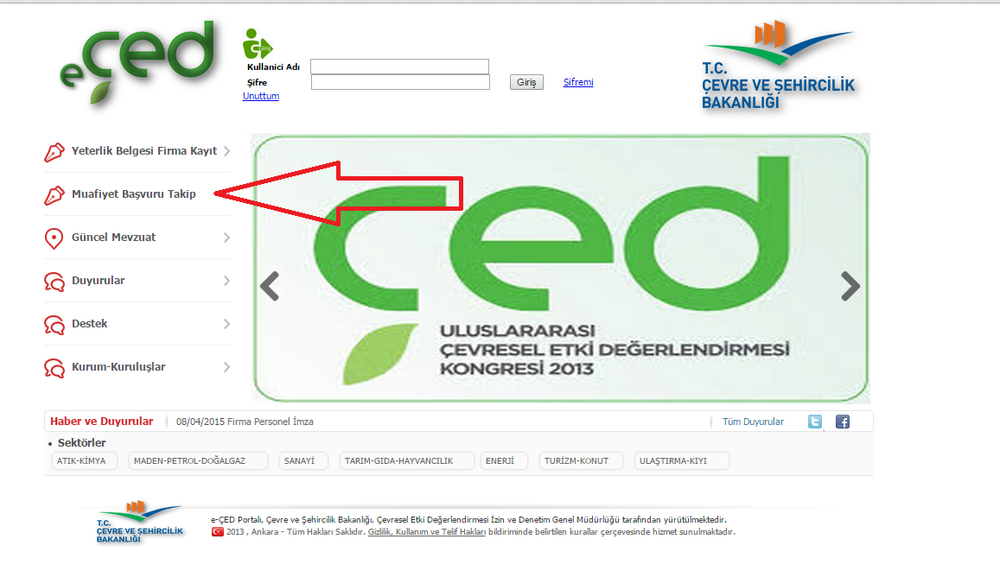 eçed
Kullanici Adı
Şifre
Giriş
Sifremi
Unuttum
T.C.
ÇEVRE VE ŞEHİRCİLİK
BAKANLIĞI
Yeterlik Belgesi Firma Kayıt
Muafiyet Başvuru Takip
Güncel Mevzuat
Duyurular
Destek
Kurum-Kuruluşlar
çed
ULUSLARARASI
ÇEVRESEL ETKİ DEĞERLENDİRMESİ
KONGRESİ 2013
Haber ve Duyurular
08/04/2015 Firma Personel İmza
Tüm Duyurular
Sektörler
ATIK-KİMYA
MADEN-PETROL-DOĞALGAZ
SANAYİ
TARIM-GIDA-HAYVANCILIK
ENERJİ
TURİZM-KONUT
ULAŞTIRMA-KIYI
T.C.
ÇEVRE VE ŞEHİRCİLİK
BAKANLIĞI
e-ÇED Portalı, Çevre ve Şehircilik Bakanlığı, Çevresel Etki Değerlendirmesi İzin ve Denetim Genel Müdürlüğü tarafından yürütülmektedir.
2013 , Ankara - Tüm Hakları Saklıdır. Gizlilik, Kullanım ve Telif Hakları bildiriminde belirtilen kurallar çerçevesinde hizmet sunulmaktadır.